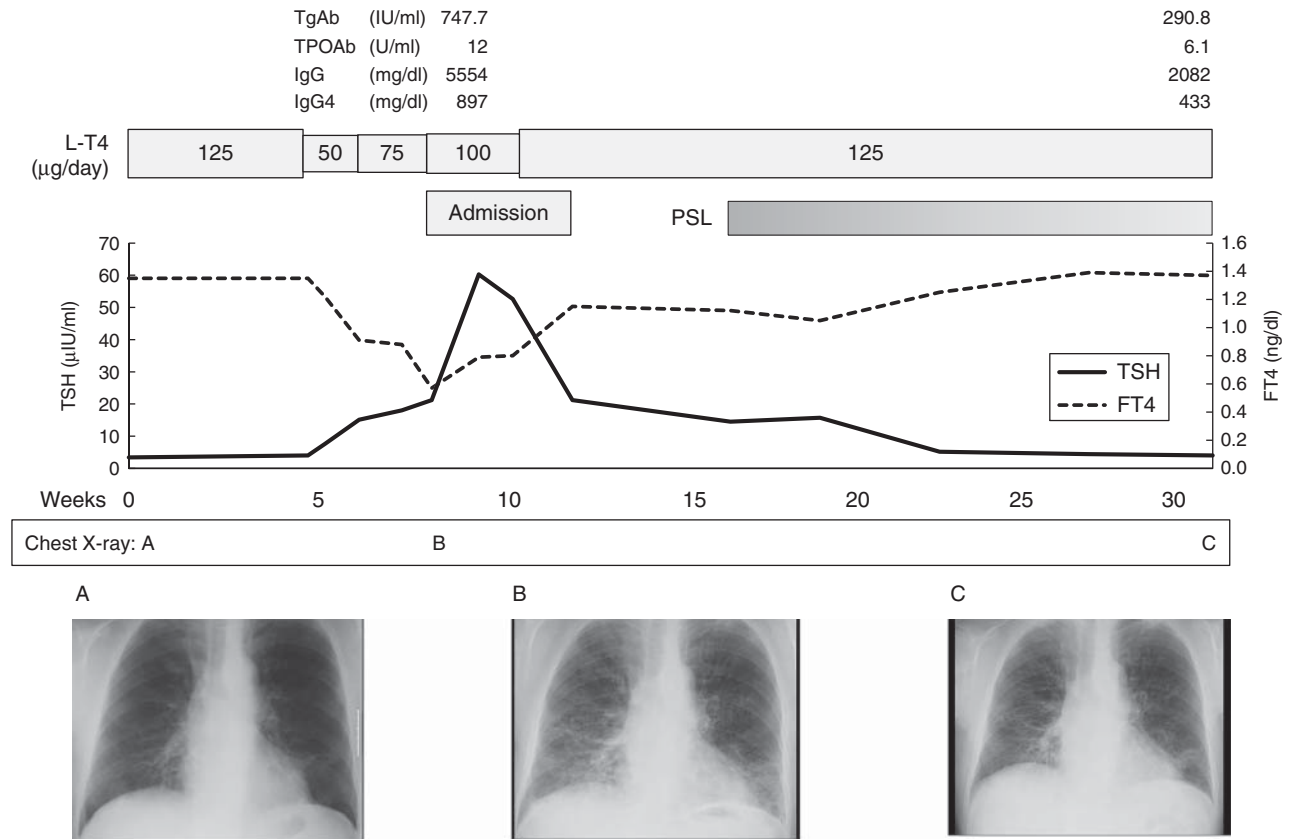 TgAb (IU/ml) 747.7 290.8
TPOAb (U/ml) 12 6.1
IgG (mg/dl) 5554 2082
IgG4 (mg/dl) 897 433
L-T4
(μg/day)
125 50 75 100 125
Admission PSL
70 1.6
60 1.4
50 1.2
40 1.0
30 0.8
20 0.6
10 0.4
0 0.2
0.0
TSH (μIU/ml)
FT4 (ng/dl)
TSH
FT4
Weeks 0 5 10 15 20 25 30
Chest X-ray: A B C
A B C